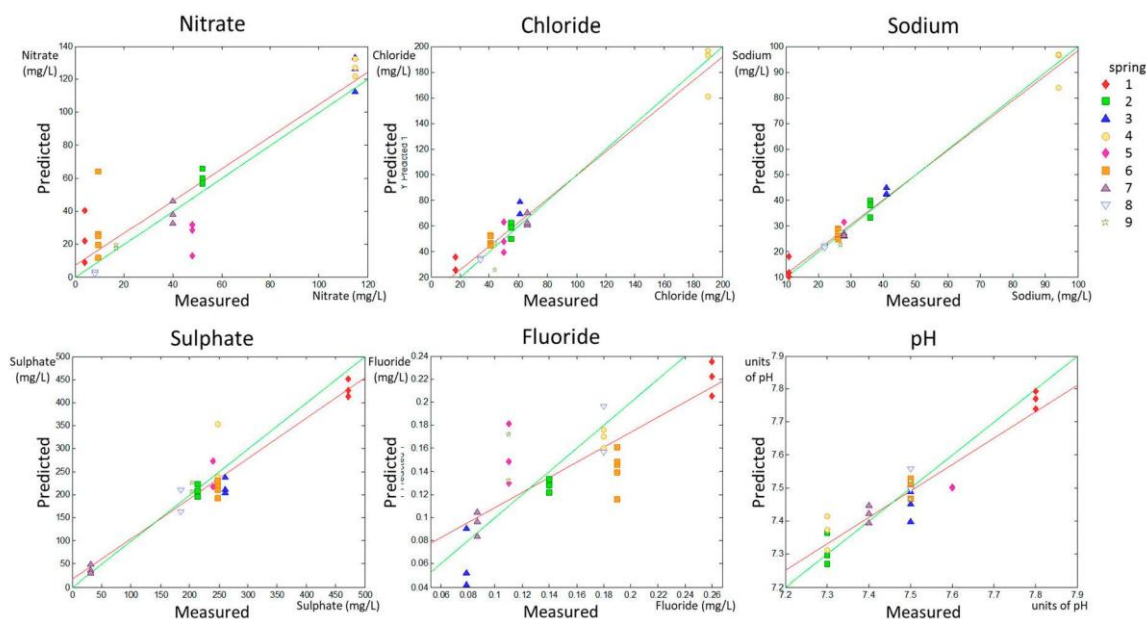 Nitrate
Chloride
Sodium
Nitrate
(mg/L)
140
120
100
80
60
40
20
0
Predicted
0 20 40 60 80 100 120
Measured
Nitrate (mg/L)
Chloride
(mg/L)
200
180
160
140
120
100
80
60
40
20
Predicted
Y Predicted 1
0 20 40 60 80 100 120 140 160 180 200
Measured
Chloride (mg/L)
Sodium
(mg/L)
100
90
80
70
60
50
40
30
20
10
Predicted
10 20 30 40 50 60 70 80 90 100
Measured
Sodium, (mg/L)
spring
1
2
3
4
5
6
7
8
9
Sulphate
Fluoride
pH
Sulphate
(mg/L)
500
450
400
350
300
250
200
150
100
50
0
Predicted
0 50 100 150 200 250 300 350 400 450 500
Measured
Sulphate (mg/L)
Fluoride
(mg/L)
0.24
0.22
0.2
0.18
0.16
0.14
0.12
0.1
0.08
0.06
0.04
Predicted
0.06 0.08 0.1 0.12 0.14 0.16 0.18 0.2 0.22 0.24 0.26
Measured
Fluoride (mg/L)
units
of pH
7.9
7.8
7.7
7.6
7.5
7.4
7.3
7.2
Predicted
7.2 7.3 7.4 7.5 7.6 7.7 7.8 7.9
Measured
units of pH